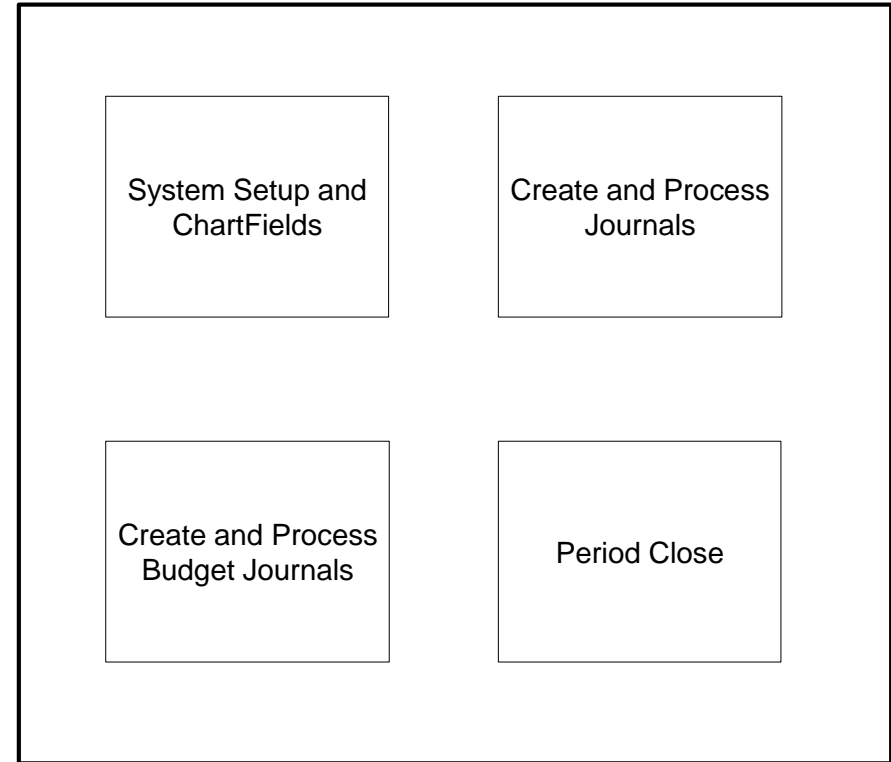 System Setup and
ChartFields
Create and Process
Journals
Create and Process
Budget Journals
Period Close